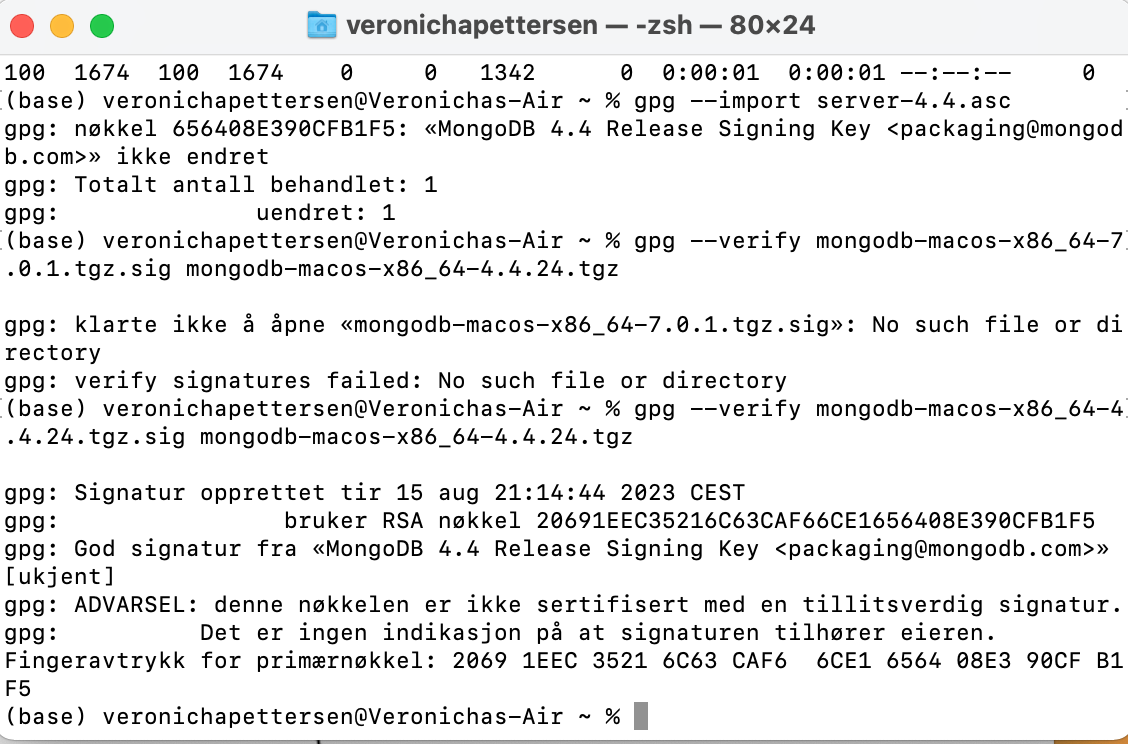 veronichapettersen — -zsh — 80×24
100  1674  100  1674    0     0   1342      0  0:00:01  0:00:01 --:--:--     0
(base) veronichapettersen@Veronichas-Air ~ % gpg --import server-4.4.asc
gpg: nøkkel 656408E390CFB1F5: «MongoDB 4.4 Release Signing Key <packaging@mongod
b.com>» ikke endret
gpg: Totalt antall behandlet: 1
gpg:              uendret: 1
(base) veronichapettersen@Veronichas-Air ~ % gpg --verify mongodb-macos-x86_64-7
.0.1.tgz.sig mongodb-macos-x86_64-4.4.24.tgz
gpg: klarte ikke å åpne «mongodb-macos-x86_64-7.0.1.tgz.sig»: No such file or di
rectory
gpg: verify signatures failed: No such file or directory
(base) veronichapettersen@Veronichas-Air ~ % gpg --verify mongodb-macos-x86_64-4
.4.24.tgz.sig mongodb-macos-x86_64-4.4.24.tgz
gpg: Signatur opprettet tir 15 aug 21:14:44 2023 CEST
gpg:                bruker RSA nøkkel 20691EEC35216C63CAF66CE1656408E390CFB1F5
gpg: God signatur fra «MongoDB 4.4 Release Signing Key <packaging@mongodb.com>»
[ukjent]
gpg: ADVARSEL: denne nøkkelen er ikke sertifisert med en tillitsverdig signatur.
gpg:          Det er ingen indikasjon på at signaturen tilhører eieren.
Fingeravtrykk for primærnøkkel: 2069 1EEC 3521 6C63 CAF6  6CE1 6564 08E3 90CF B1
F5
(base) veronichapettersen@Veronichas-Air ~ %